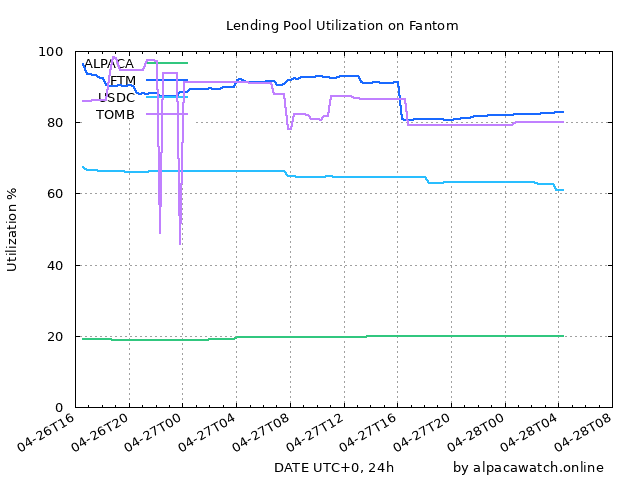 Lending Pool Utilization on Fantom
100
80
60
40
20
0
Utilization %
ALPACA
FTM
USDC
TOMB
04-26T16
04-26T20
04-27T00
04-27T04
04-27T08
04-27T12
04-27T16
04-27T20
04-28T00
04-28T04
04-28T08
DATE UTC+0, 24h
by alpacawatch.online